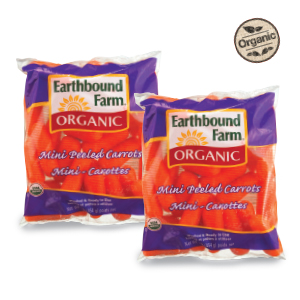 Organic
Earthbound
Farm
ORGANIC
Mini Peeled Carrots
Mini - Carottes
Earthbound
Farm
ORGANIC
Mini Peeled Carrots
Mini - Carottes